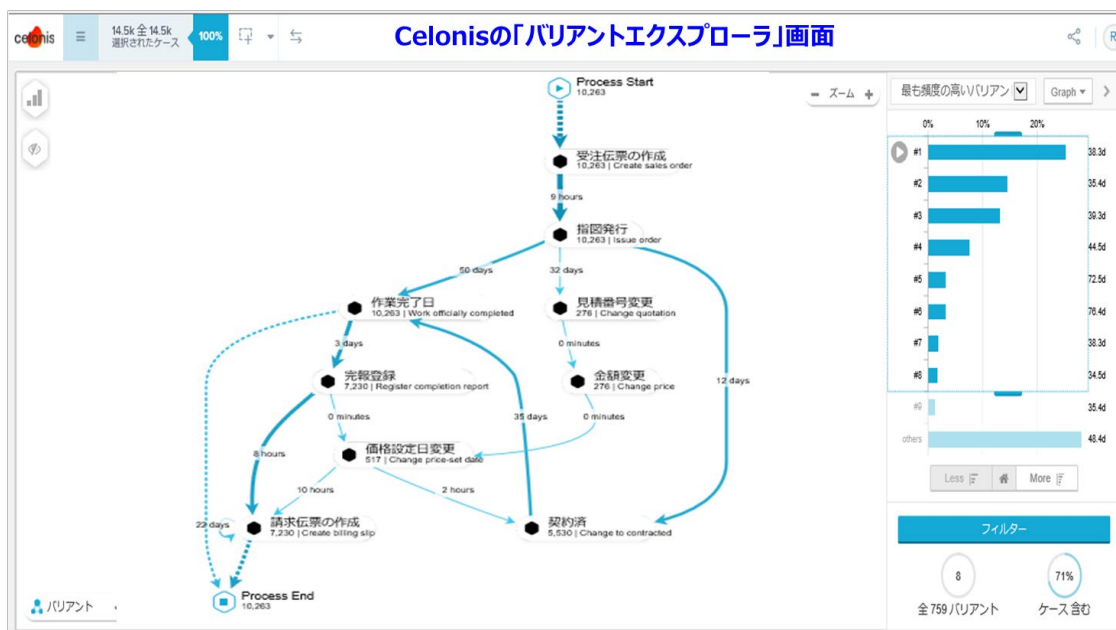 celonis
14.5k 全 14.5k
選択されたケース
100%
Celonisの「バリアントエクスプローラ」画面
R
Process Start
10,263
ズーム
受注伝票の作成
10,263 | Create sales order
9 hours
指図発行
10,263 | Issue order
50 days
32 days
作業完了日
10,263 | Work officially completed
見積番号変更
276 | Change quotation
3 days
0 minutes
完報登録
7,230 | Register completion report
金額変更
276 | Change price
12 days
0 minutes
35 days
0 minutes
価格設定日変更
517 | Change price-set date
8 hours
10 hours
2 hours
22 days
請求伝票の作成
7,230 | Create billing slip
契約済
5,530 | Change to contracted
Process End
10,263
バリアント
最も頻度の高いバリアン
Graph
0% 10% 20%
#1 38.3d
#2 35.4d
#3 39.3d
#4 44.5d
#5 72.5d
#6 76.4d
#7 38.3d
#8 34.5d
#9 35.4d
others 48.4d
Less
More
フィルター
8
71%
全 759 バリアント
ケース 含む